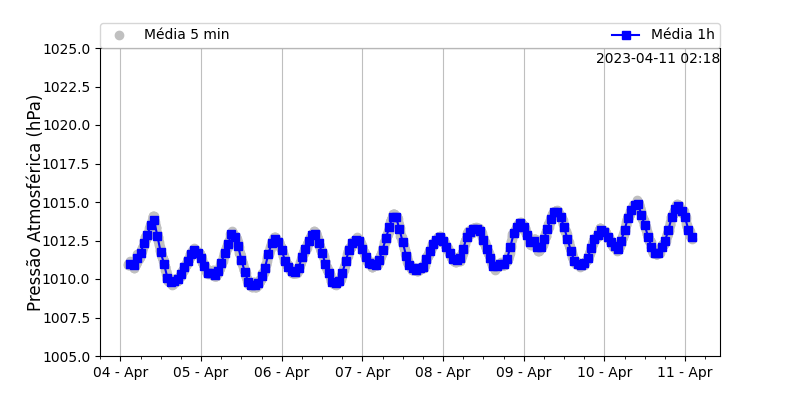 Média 5 min
Média 1h
2023-04-11 02:18
Pressão Atmosférica (hPa)
1025.0
1022.5
1020.0
1017.5
1015.0
1012.5
1010.0
1007.5
1005.0
04 - Apr
05 - Apr
06 - Apr
07 - Apr
08 - Apr
09 - Apr
10 - Apr
11 - Apr